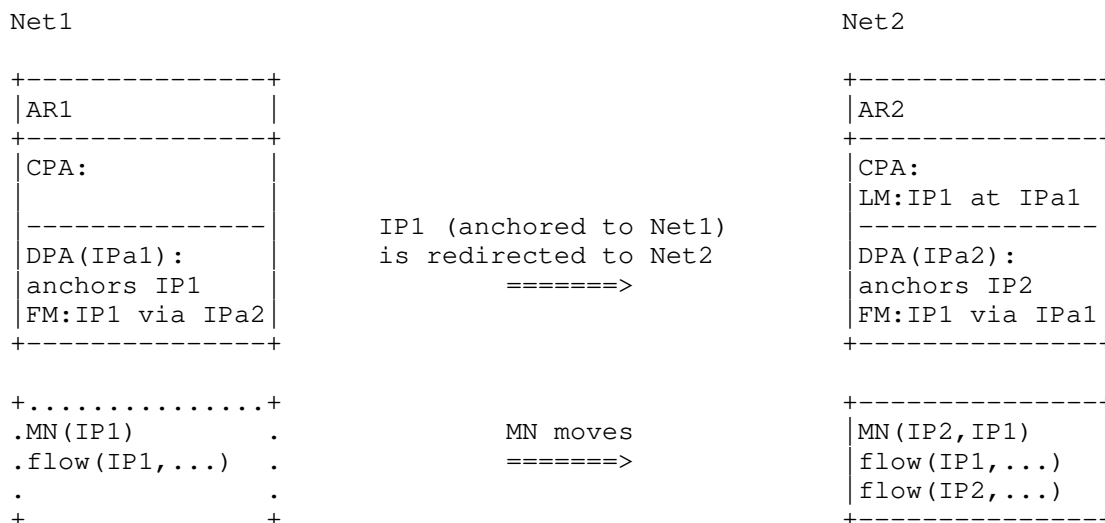 Net1                                                 Net2

+---------------+                                    +----------------
|AR1            |                                    |AR2
+---------------+                                    +----------------
|CPA:           |                                    |CPA:
|               |                                    |LM:IP1 at IPa1
|---------------|      IP1 (anchored to Net1)        |---------------
|DPA(IPa1):     |      is redirected to Net2         |DPA(IPa2):
|anchors IP1    |              =======>              |anchors IP2
|FM:IP1 via IPa2|                                    |FM:IP1 via IPa1
+---------------+                                    +----------------

+...............+                                    +----------------
.MN(IP1)        .              MN moves              |MN(IP2,IP1)
.flow(IP1,...)  .              =======>              |flow(IP1,...)
.               .                                    |flow(IP2,...)
+               +                                    +----------------